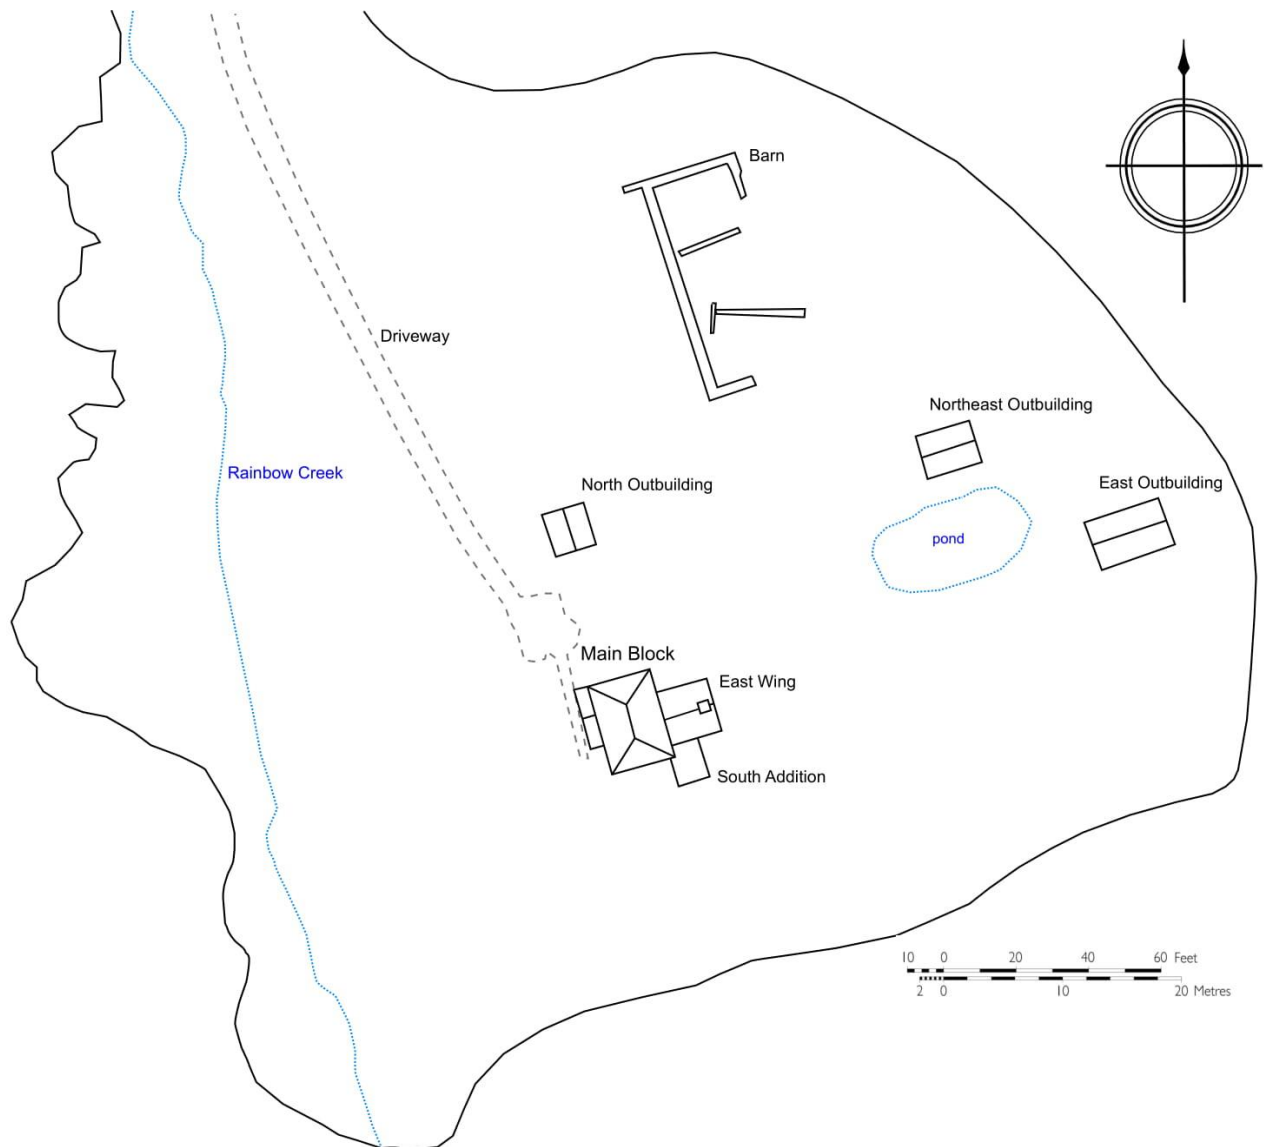 Barn
Driveway
Northeast Outbuilding
Rainbow Creek
North Outbuilding
East Outbuilding
pond
Main Block
East Wing
South Addition
10 0 20 40 60 Feet
2 0 10 20 Metres